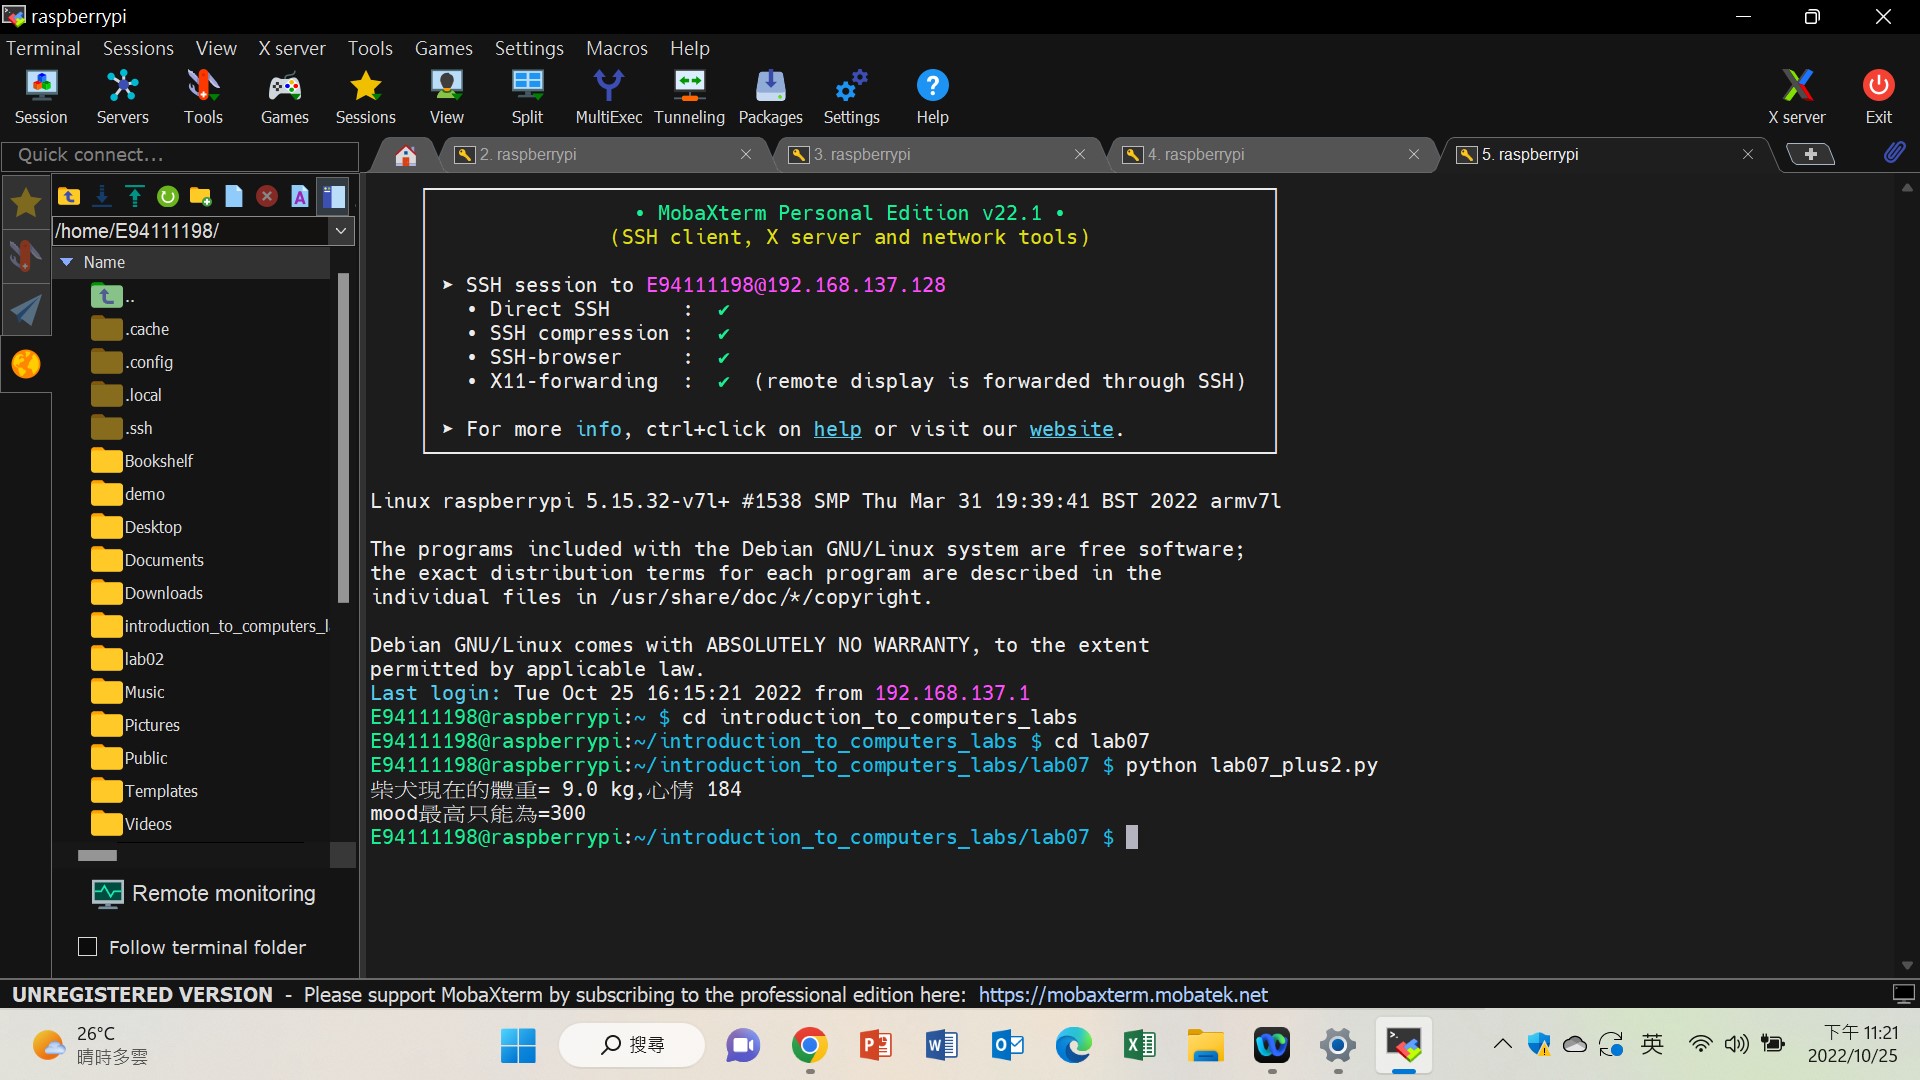 raspberrypi
Terminal Sessions View X server Tools Games Settings Macros Help
Session Servers Tools Games Sessions View Split MultiExec Tunneling Packages Settings Help X server Exit
Quick connect...
2. raspberrypi
3. raspberrypi
4. raspberrypi
5. raspberrypi
/home/E94111198/
Name
..
.cache
.config
.local
.ssh
Bookshelf
demo
Desktop
Documents
Downloads
introduction_to_computers_l
lab02
Music
Pictures
Public
Templates
Videos
Remote monitoring
Follow terminal folder
• MobaXterm Personal Edition v22.1 •
(SSH client, X server and network tools)
➤ SSH session to E94111198@192.168.137.128
• Direct SSH : ✔
• SSH compression : ✔
• SSH-browser : ✔
• X11-forwarding : ✔ (remote display is forwarded through SSH)
➤ For more info, ctrl+click on help or visit our website.
Linux raspberrypi 5.15.32-v7l+ #1538 SMP Thu Mar 31 19:39:41 BST 2022 armv7l
The programs included with the Debian GNU/Linux system are free software;
the exact distribution terms for each program are described in the
individual files in /usr/share/doc/*/copyright.
Debian GNU/Linux comes with ABSOLUTELY NO WARRANTY, to the extent
permitted by applicable law.
Last login: Tue Oct 25 16:15:21 2022 from 192.168.137.1
E94111198@raspberrypi:~ $ cd introduction_to_computers_labs
E94111198@raspberrypi:~/introduction_to_computers_labs $ cd lab07
E94111198@raspberrypi:~/introduction_to_computers_labs/lab07 $ python lab07_plus2.py
柴犬現在的體重= 9.0 kg,心情 184
mood最高只能為=300
E94111198@raspberrypi:~/introduction_to_computers_labs/lab07 $
UNREGISTERED VERSION - Please support MobaXterm by subscribing to the professional edition here: https://mobaxterm.mobatek.net
26°C
晴時多雲
搜尋
英
下午 11:21
2022/10/25